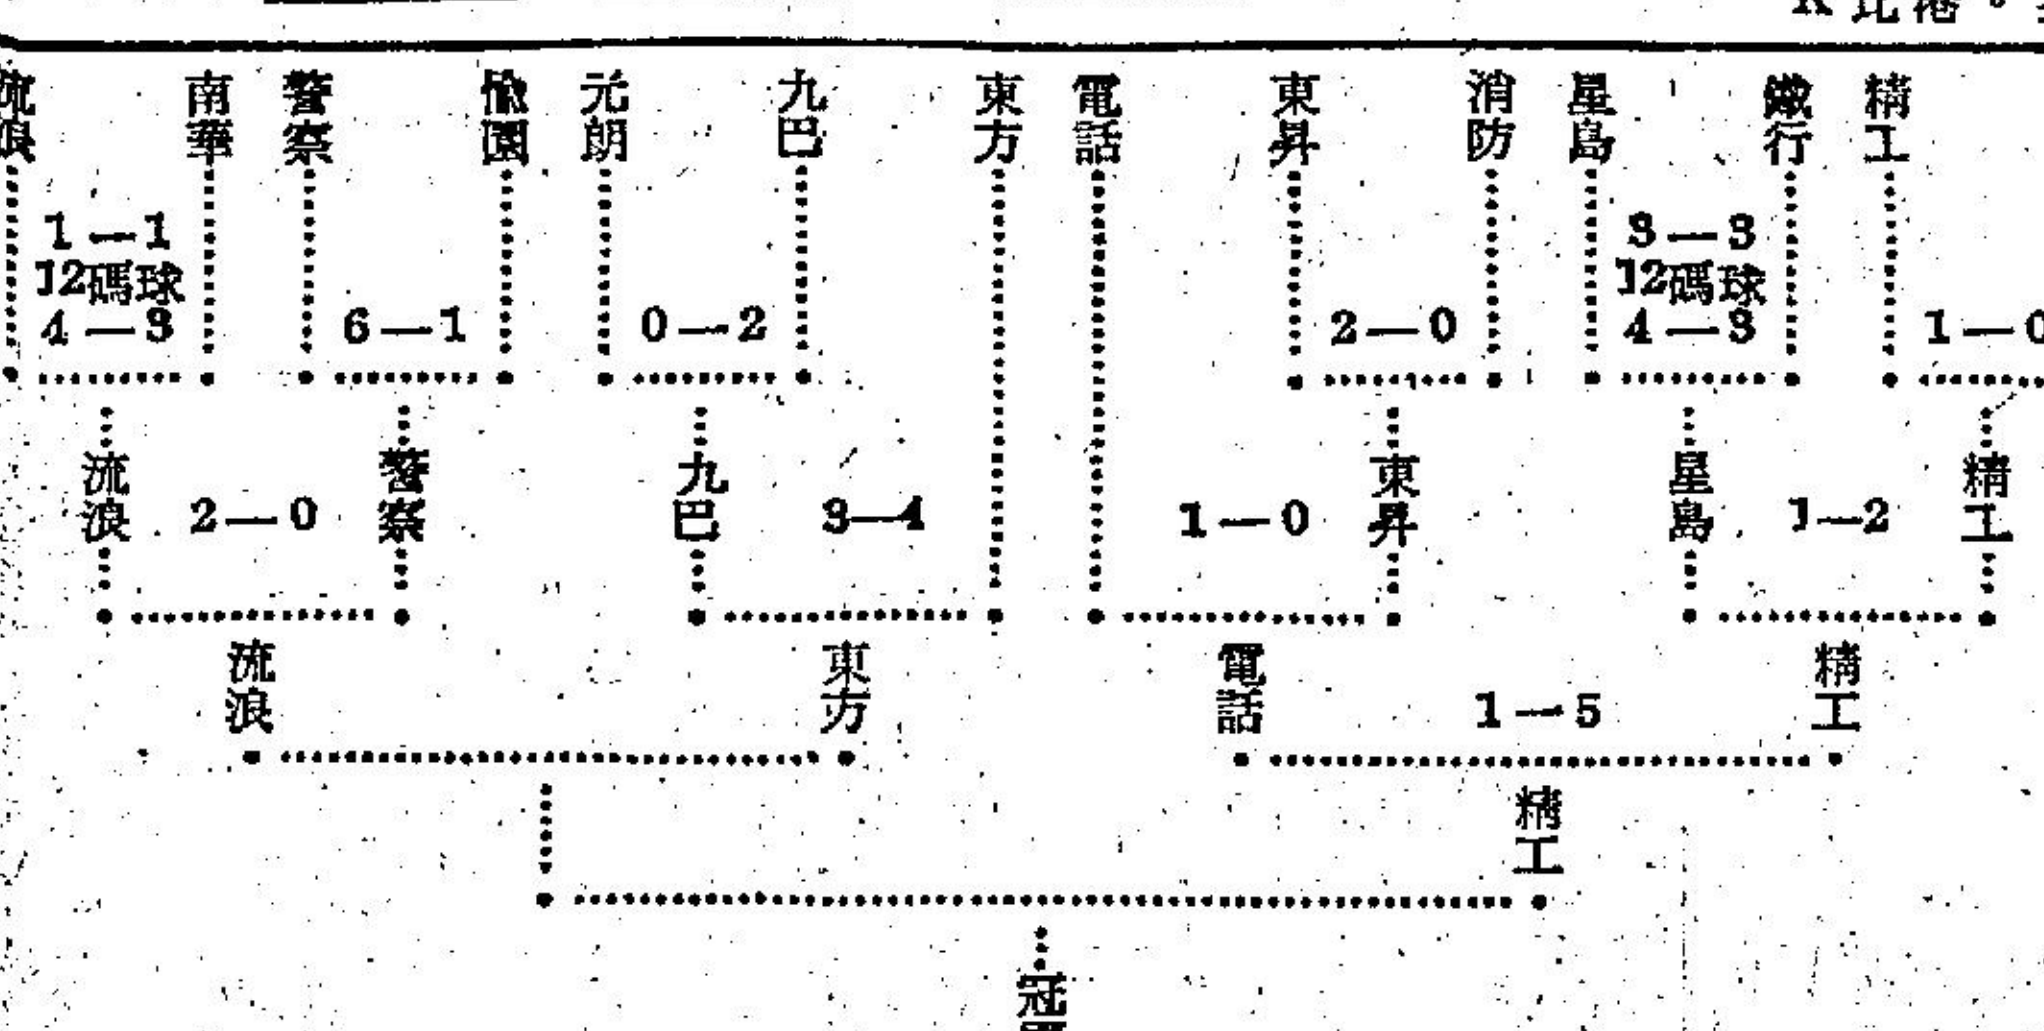 流浪 南華 警察 愉園 元朗 九巴 東方 電話 東昇 消防 星島 精工
1—1 3—3
12碼球 12碼球
4—3 6—1 0—2 2—0 4—3 1—0
流浪 2—0 警察 九巴 3—4 1—0 東昇 星島 1—2 精工
流浪 東方 電話 1—5 精工
精工
冠